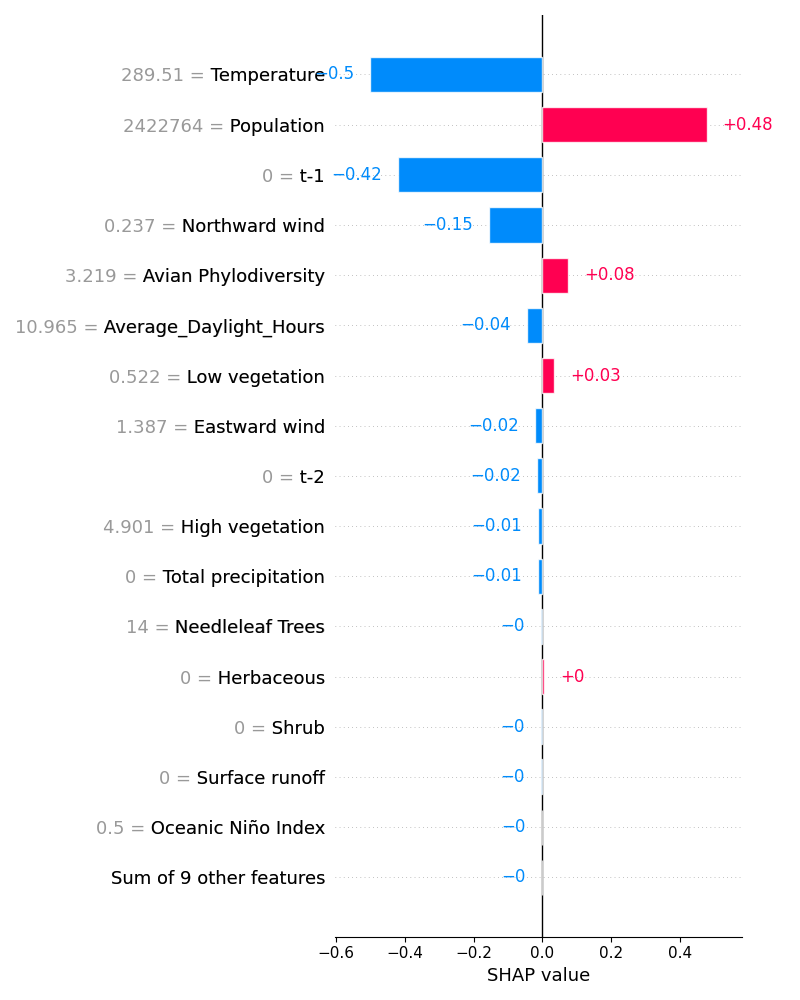 289.51 = Temperature −0.5
2422764 = Population +0.48
0 = t-1 −0.42
0.237 = Northward wind −0.15
3.219 = Avian Phylodiversity +0.08
10.965 = Average_Daylight_Hours −0.04
0.522 = Low vegetation +0.03
1.387 = Eastward wind −0.02
0 = t-2 −0.02
4.901 = High vegetation −0.01
0 = Total precipitation −0.01
14 = Needleleaf Trees −0
0 = Herbaceous +0
0 = Shrub −0
0 = Surface runoff −0
0.5 = Oceanic Niño Index −0
Sum of 9 other features −0
−0.6 −0.4 −0.2 0.0 0.2 0.4
SHAP value